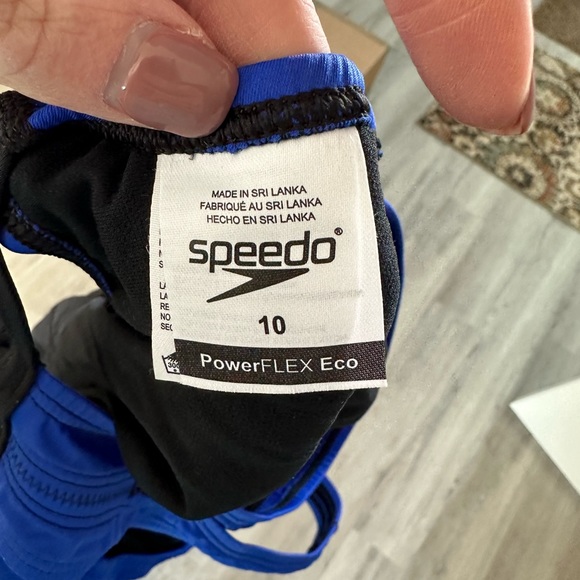 MADE IN SRI LANKA
FABRIQUÉ AU SRI LANKA
HECHO EN SRI LANKA
speedo®
10
PowerFLEX Eco